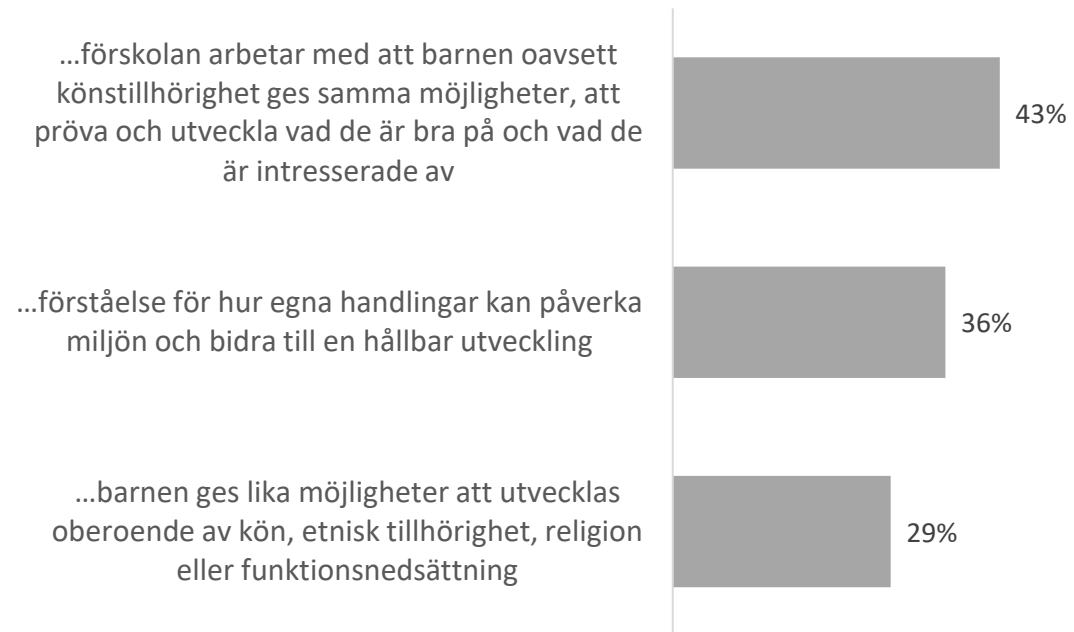 ...förskolan arbetar med att barnen oavsett
könstillhörighet ges samma möjligheter, att
pröva och utveckla vad de är bra på och vad de
är intresserade av
43%
...förståelse för hur egna handlingar kan påverka
miljön och bidra till en hållbar utveckling
36%
...barnen ges lika möjligheter att utvecklas
oberoende av kön, etnisk tillhörighet, religion
eller funktionsnedsättning
29%